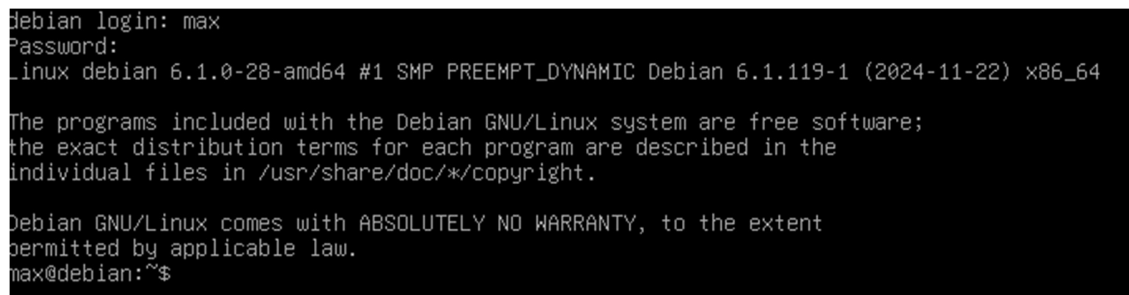 debian login: max
Password:
Linux debian 6.1.0-28-amd64 #1 SMP PREEMPT_DYNAMIC Debian 6.1.119-1 (2024-11-22) x86_64
The programs included with the Debian GNU/Linux system are free software;
the exact distribution terms for each program are described in the
individual files in /usr/share/doc/*/copyright.
Debian GNU/Linux comes with ABSOLUTELY NO WARRANTY, to the extent
permitted by applicable law.
max@debian:~$